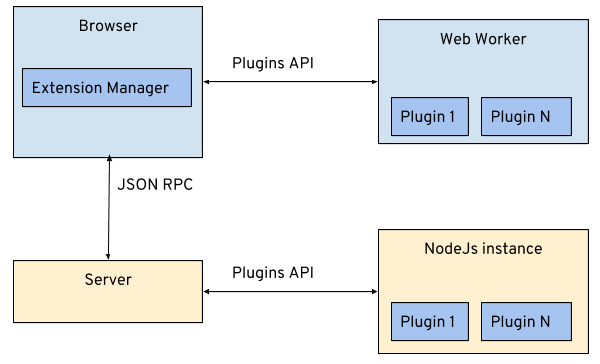 Browser
Extension Manager
Plugins API
Web Worker
Plugin 1
Plugin N
JSON RPC
Server
Plugins API
NodeJs instance
Plugin 1
Plugin N